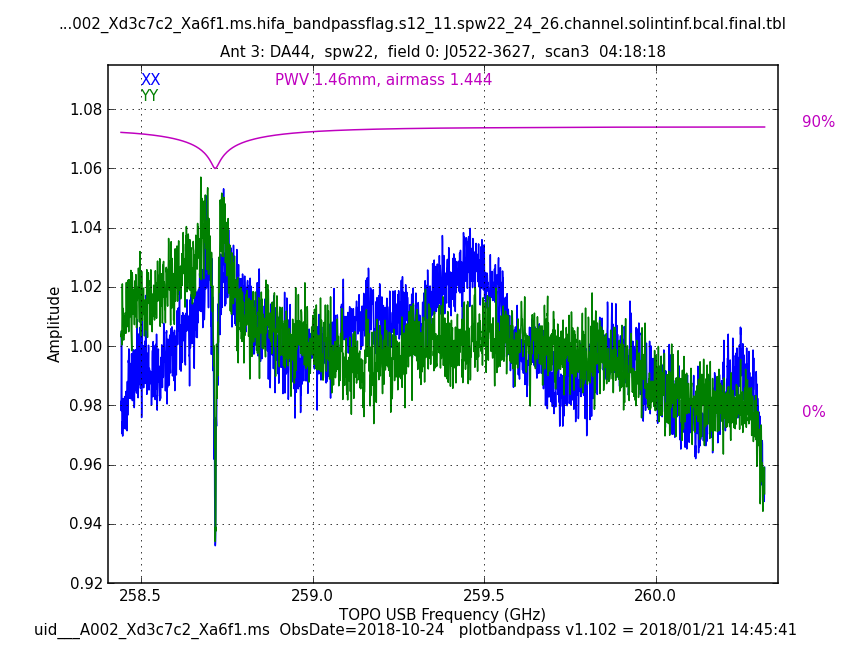 ...002_Xd3c7c2_Xa6f1.ms.hifa_bandpassflag.s12_11.spw22_24_26.channel.solintinf.bcal.final.tbl
Ant 3: DA44, spw22, field 0: J0522-3627, scan3 04:18:18
XX
PWV 1.46mm, airmass 1.444
YY
1.08
90%
1.06
1.04
1.02
1.00
0.98
0%
0.96
0.94
0.92
Amplitude
258.5 259.0 259.5 260.0
TOPO USB Frequency (GHz)
uid___A002_Xd3c7c2_Xa6f1.ms ObsDate=2018-10-24 plotbandpass v1.102 = 2018/01/21 14:45:41